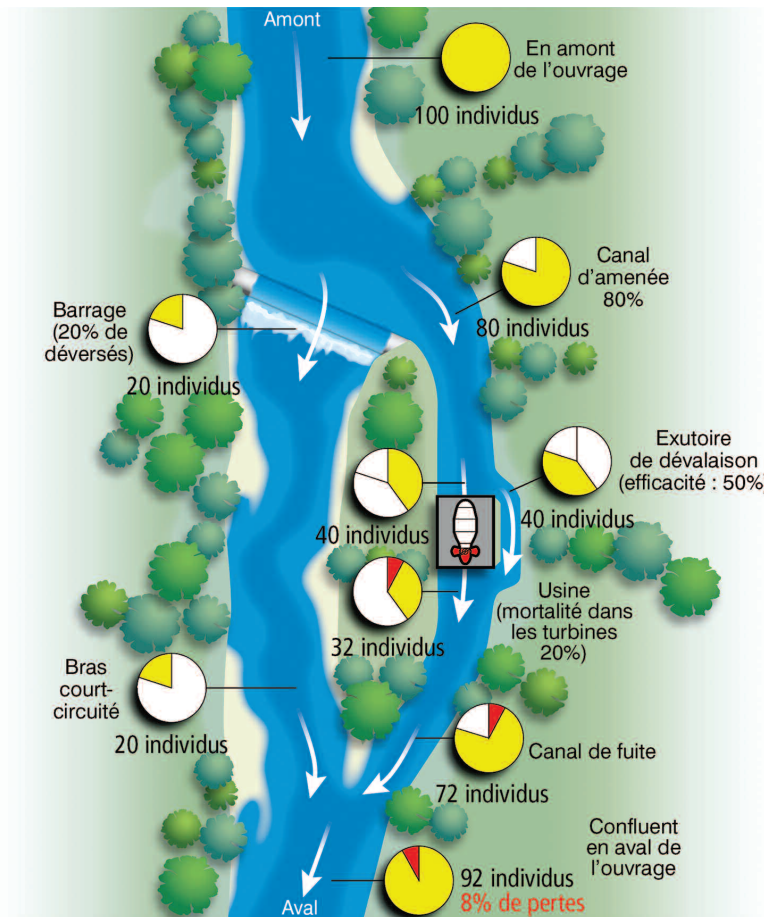 Amont
En amont
de l'ouvrage
100 individus
Canal
d'amenée
80%
80 individus
Barrage
(20% de
déversés)
20 individus
Exutoire
de dévalaison
(efficacité : 50%)
40 individus
40 individus
Usine
(mortalité dans
les turbines
20%)
32 individus
Bras
court-
circuité
20 individus
Canal de fuite
72 individus
Confluent
en aval de
l'ouvrage
92 individus
8% de pertes
Aval